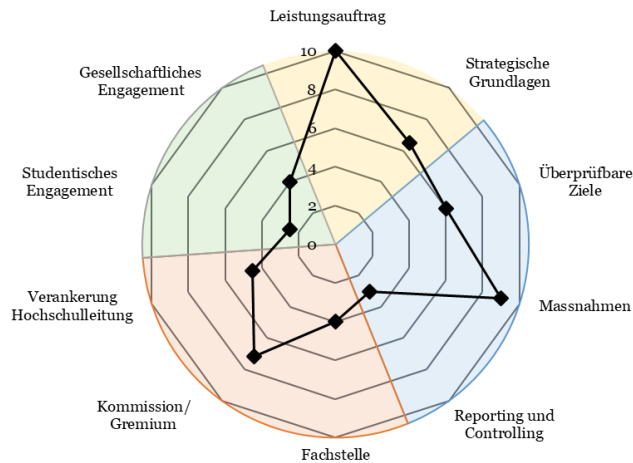 Leistungsauftrag
Strategische
Grundlagen
Überprüfbare
Ziele
Massnahmen
Reporting und
Controlling
Fachstelle
Kommission/
Gremium
Verankerung
Hochschulleitung
Studentisches
Engagement
Gesellschaftliches
Engagement
10
8
6
4
2
0